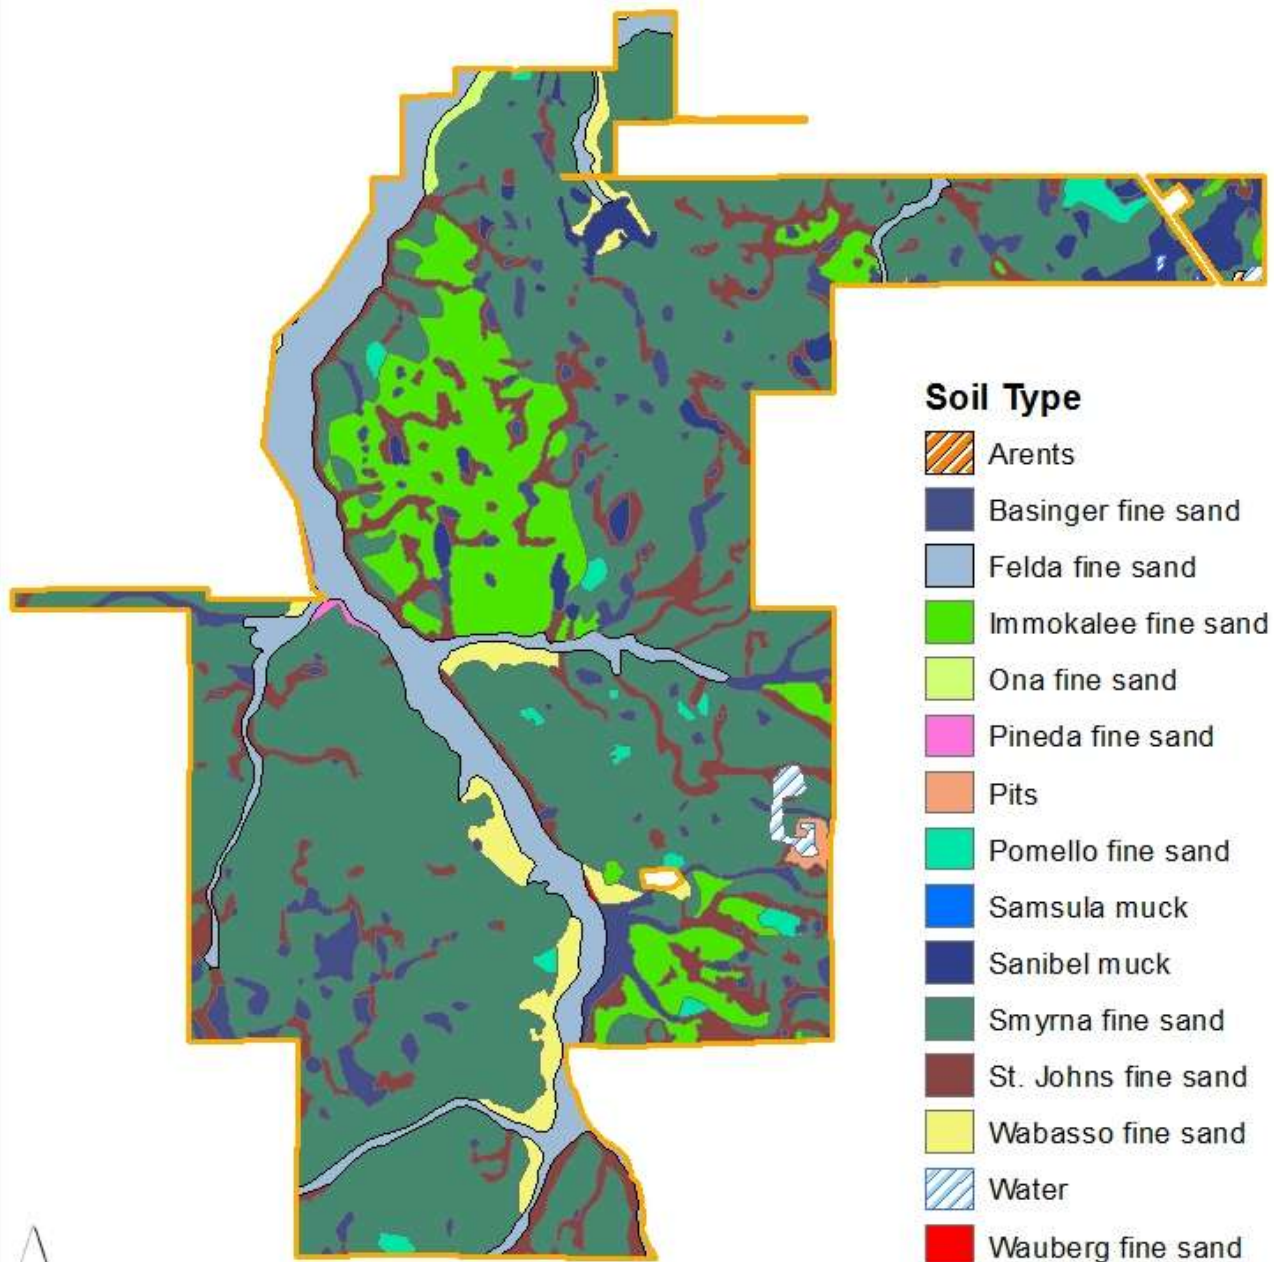 Soil Type
Arents
Basinger fine sand
Felda fine sand
Immokalee fine sand
Ona fine sand
Pineda fine sand
Pits
Pomello fine sand
Samsula muck
Sanibel muck
Smyrna fine sand
St. Johns fine sand
Wabasso fine sand
Water
Wauberg fine sand